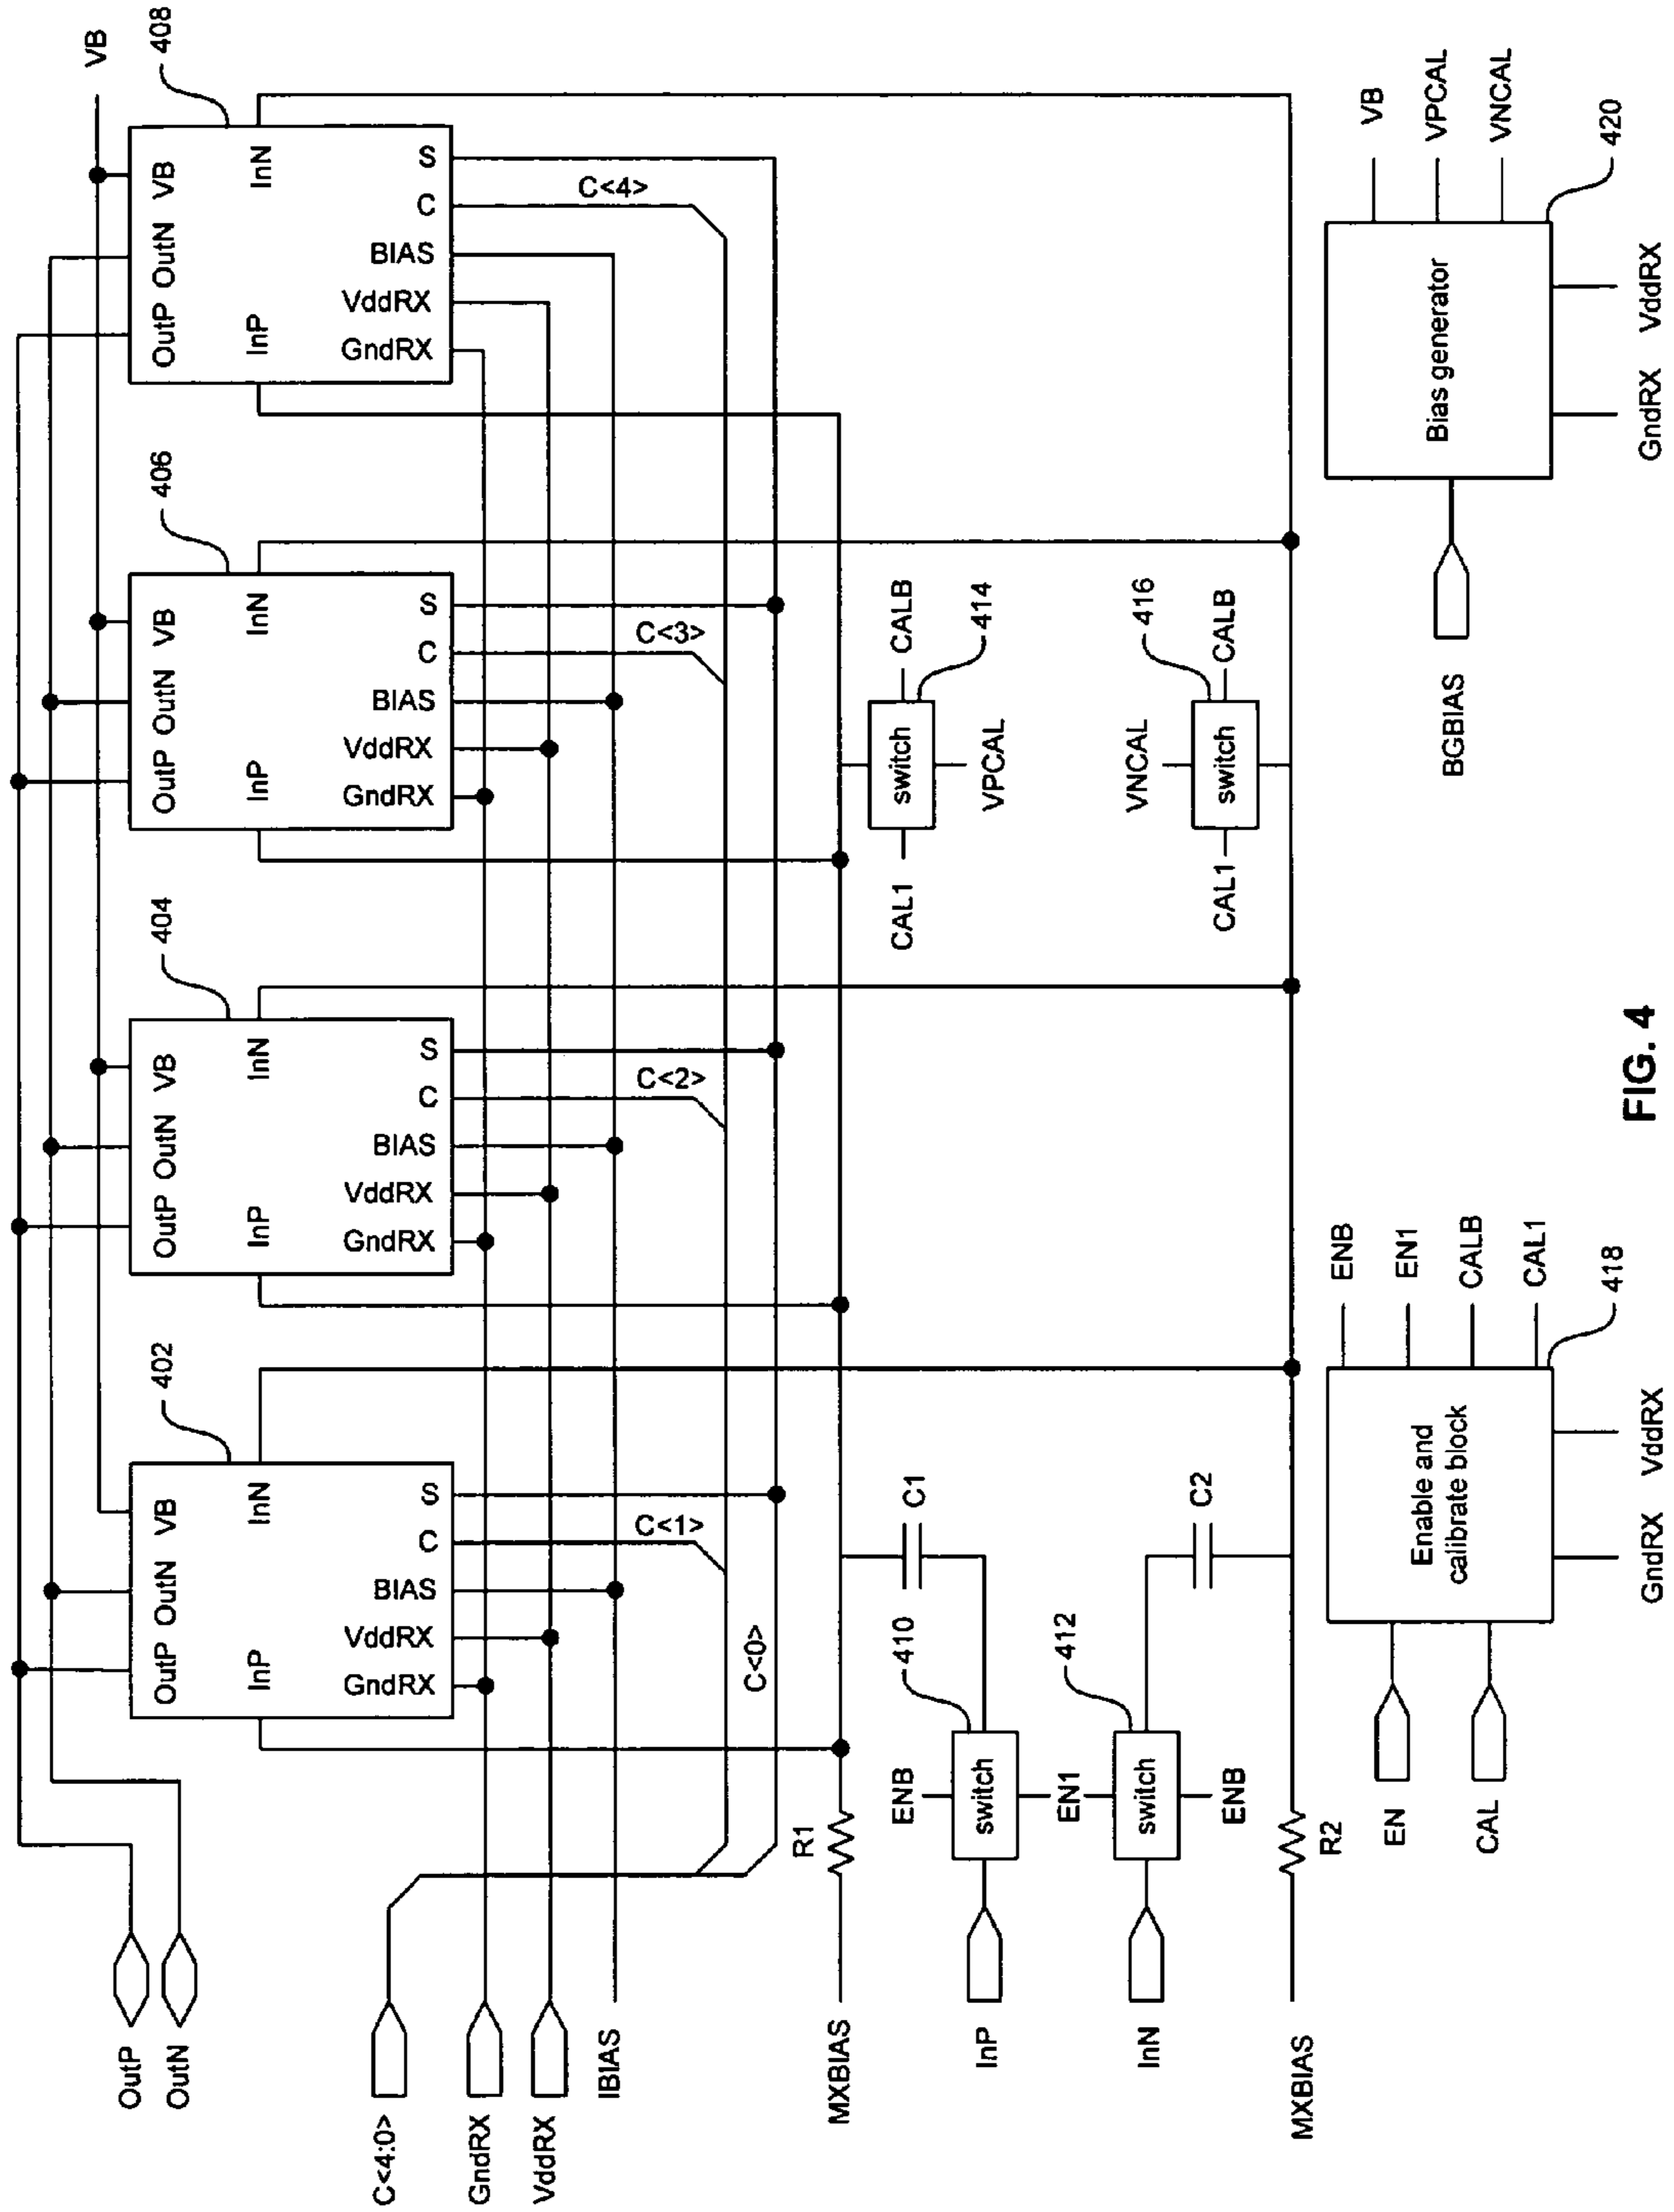 OutP
OutN
C<4:0>
GndRX
VddRX
IBIAS
MXBIAS
InP
InN
MXBIAS
VB
402
OutP OutN VB
InP InN
GndRX VddRX BIAS C S
C<1>
404
OutP OutN VB
InP InN
GndRX VddRX BIAS C S
C<2>
406
OutP OutN VB
InP InN
GndRX VddRX BIAS C S
C<3>
408
OutP OutN VB
InP InN
GndRX VddRX BIAS C S
C<4>
C<0>
R1
C1
410
ENB
switch
EN1
412
switch
ENB
C2
R2
CAL1
switch
CALB
414
VPCAL
VNCAL
416
CAL1
switch
CALB
EN
CAL
Enable and
calibrate block
ENB
EN1
CALB
CAL1
418
GndRX VddRX
BGBIAS
Bias generator
VB
VPCAL
VNCAL
420
GndRX VddRX
FIG. 4